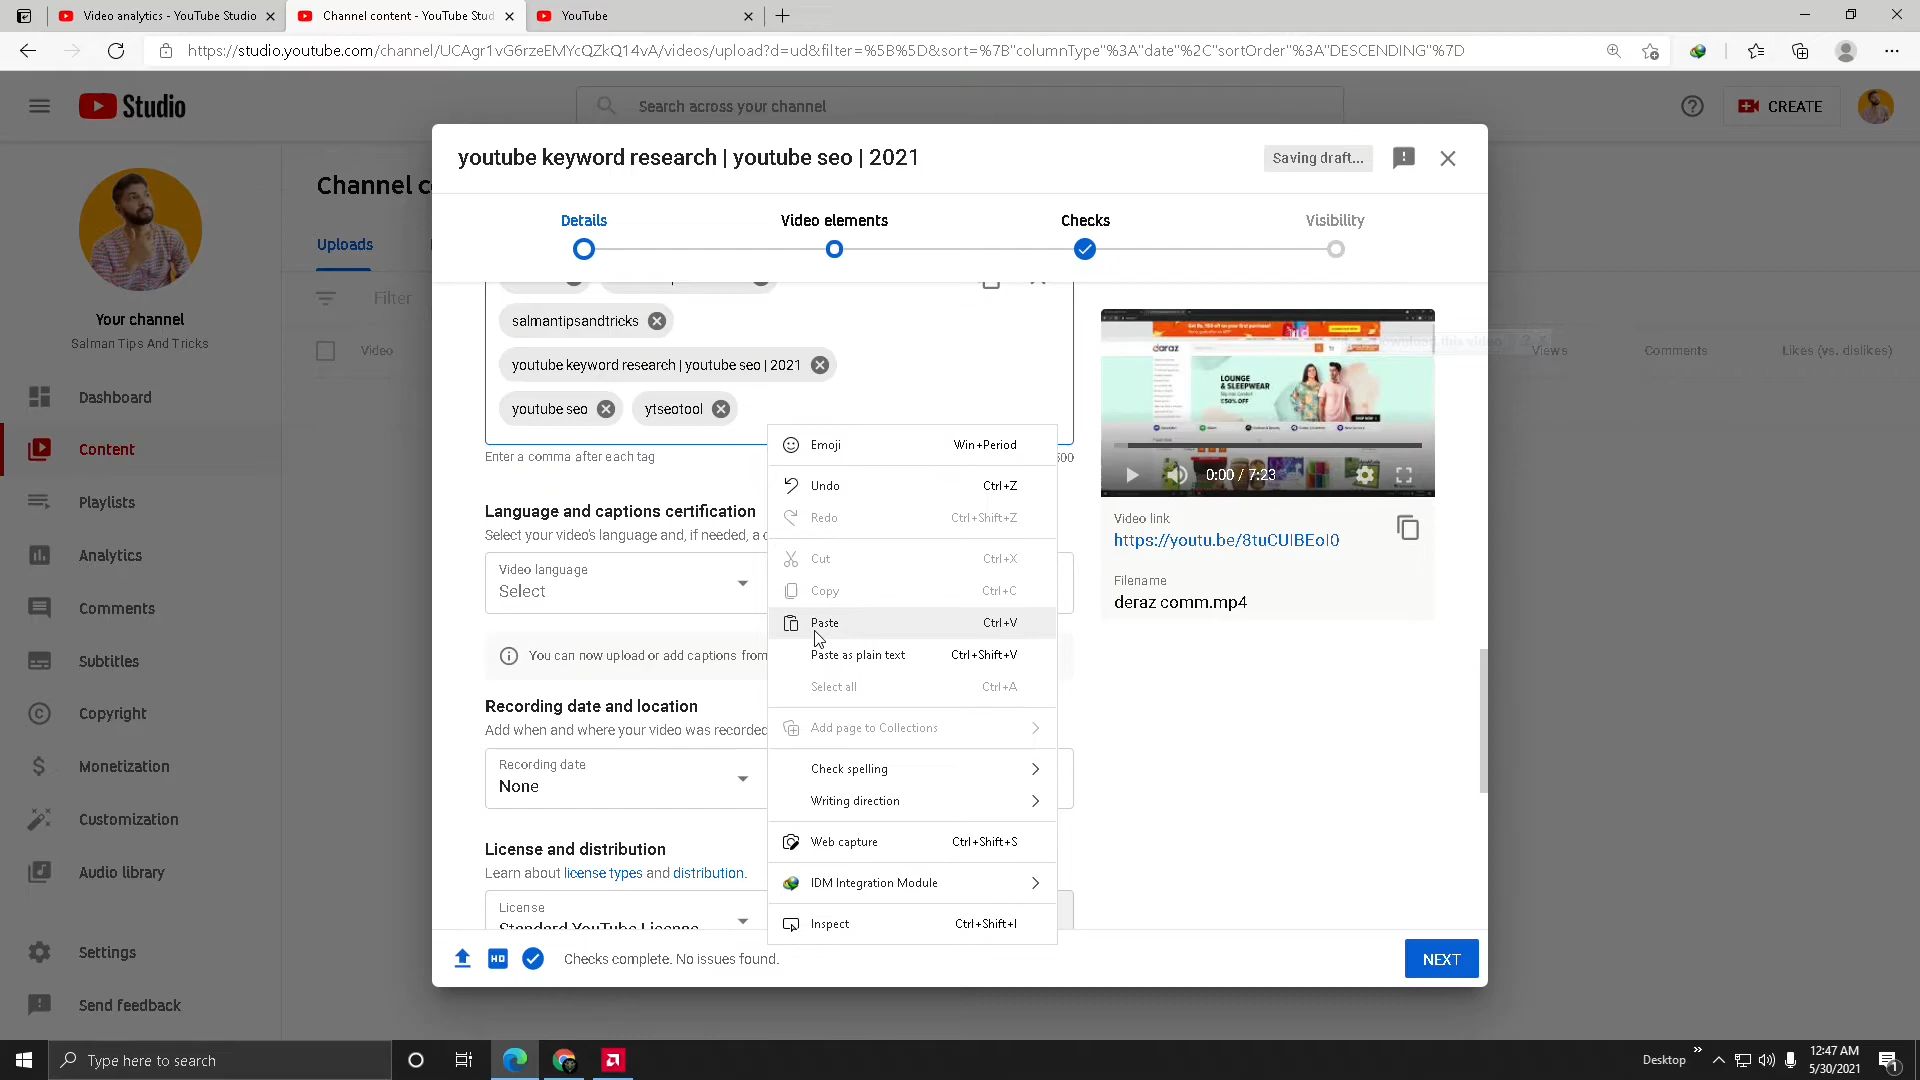 Video analytics - YouTube Studio
Channel content - YouTube Stud
YouTube
https://studio.youtube.com/channel/UCAgr1vG6rzeEMYcQZkQ14vA/videos/upload?d=ud&filter=%5B%5D&sort=%7B"columnType"%3A"date"%2C"sortOrder"%3A"DESCENDING"%7D
Studio
Search across your channel
CREATE
youtube keyword research | youtube seo | 2021
Saving draft...
Details
Video elements
Checks
Visibility
Channel c
Uploads
Filter
Video
Views
Comments
Likes (vs. dislikes)
Your channel
Salman Tips And Tricks
Dashboard
Content
Playlists
Analytics
Comments
Subtitles
Copyright
Monetization
Customization
Audio library
Settings
Send feedback
salmantipsandtricks
youtube keyword research | youtube seo | 2021
youtube seo
ytseotool
Enter a comma after each tag
500
Language and captions certification
Select your video's language and, if needed, a c
Video language
Select
You can now upload or add captions from
Recording date and location
Add when and where your video was recorded
Recording date
None
License and distribution
Learn about license types and distribution.
License
Standard YouTube License
Emoji Win+Period
Undo Ctrl+Z
Redo Ctrl+Shift+Z
Cut Ctrl+X
Copy Ctrl+C
Paste Ctrl+V
Paste as plain text Ctrl+Shift+V
Select all Ctrl+A
Add page to Collections
Check spelling
Writing direction
Web capture Ctrl+Shift+S
IDM Integration Module
Inspect Ctrl+Shift+I
daraz
LOUNGE
& SLEEPWEAR
0:00 / 7:23
Video link
https://youtu.be/8tuCUIBEoI0
Filename
deraz comm.mp4
HD
Checks complete. No issues found.
NEXT
Type here to search
Desktop
12:47 AM
5/30/2021
1